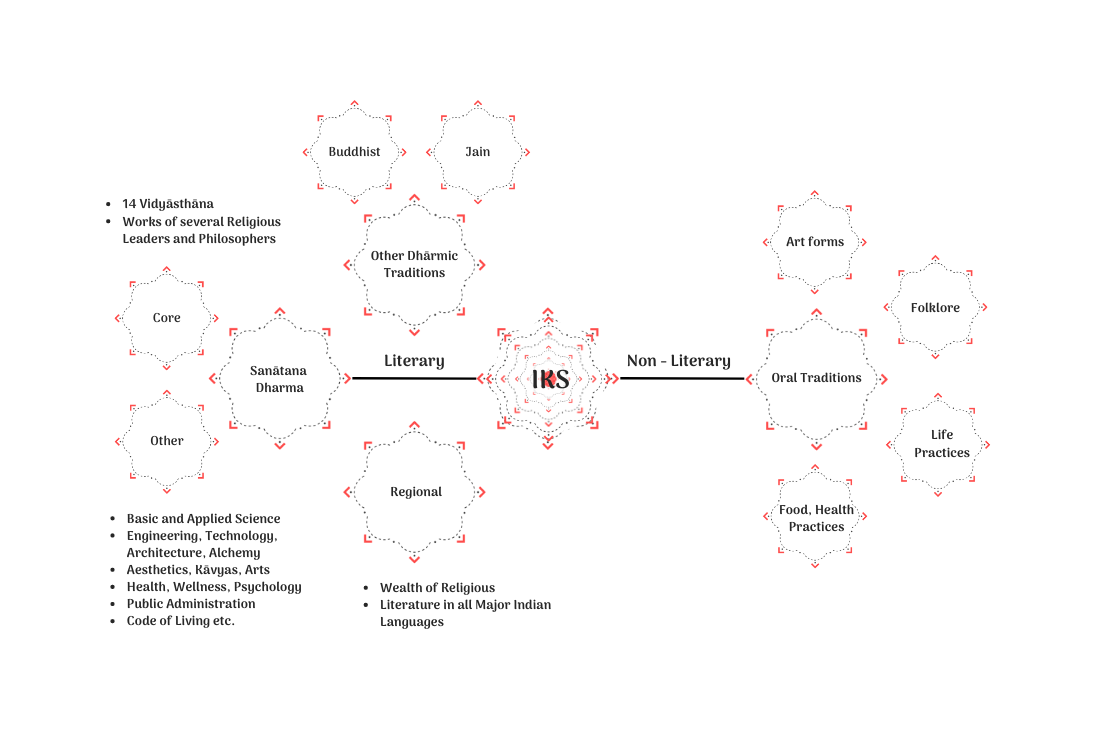 Buddhist
Jain
• 14 Vidyāsthāna
• Works of several Religious
Leaders and Philosophers
Other Dhārmic
Traditions
Core
Sanātana
Dharma
Other
Literary
IKS
Non - Literary
Regional
• Basic and Applied Science
• Engineering, Technology,
Architecture, Alchemy
• Aesthetics, Kāvyas, Arts
• Health, Wellness, Psychology
• Public Administration
• Code of Living etc.
• Wealth of Religious
• Literature in all Major Indian
Languages
Art forms
Folklore
Oral Traditions
Life
Practices
Food, Health
Practices